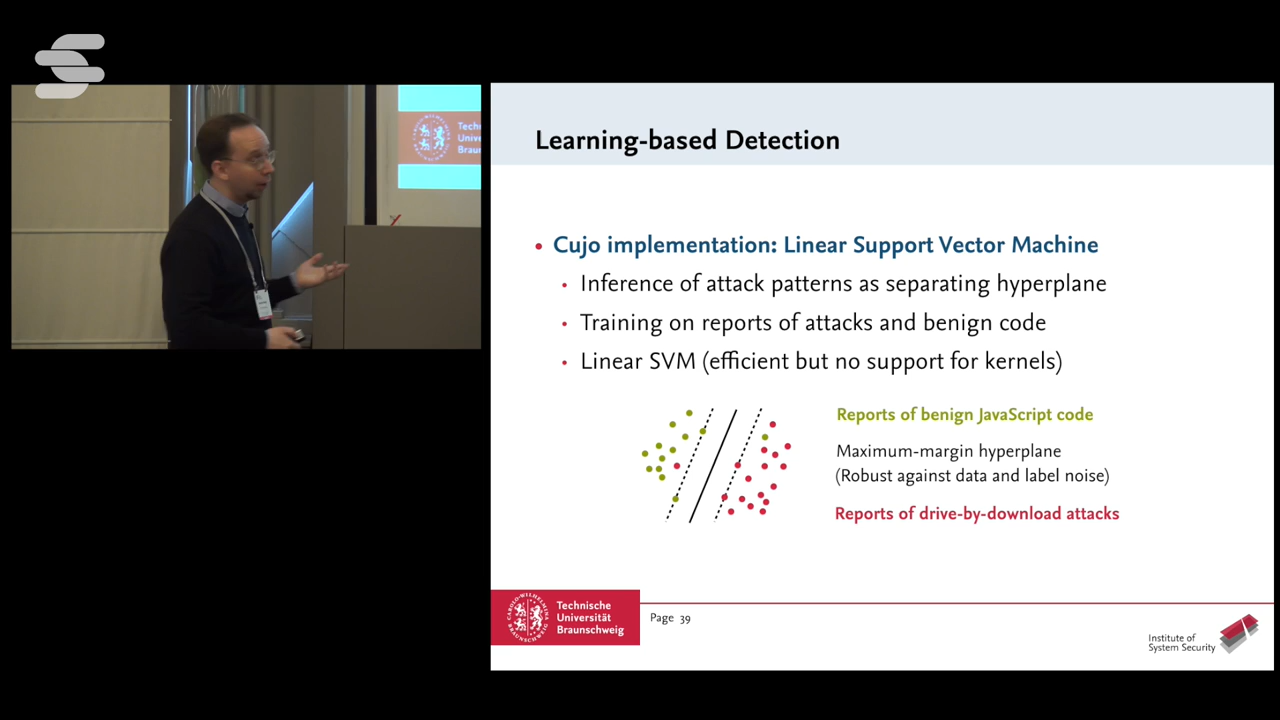 Learning-based Detection
• Cujo implementation: Linear Support Vector Machine
• Inference of attack patterns as separating hyperplane
• Training on reports of attacks and benign code
• Linear SVM (efficient but no support for kernels)
Reports of benign JavaScript code
Maximum-margin hyperplane
(Robust against data and label noise)
Reports of drive-by-download attacks
Technische
Universität
Braunschweig
Page 39
Institute of
System Security